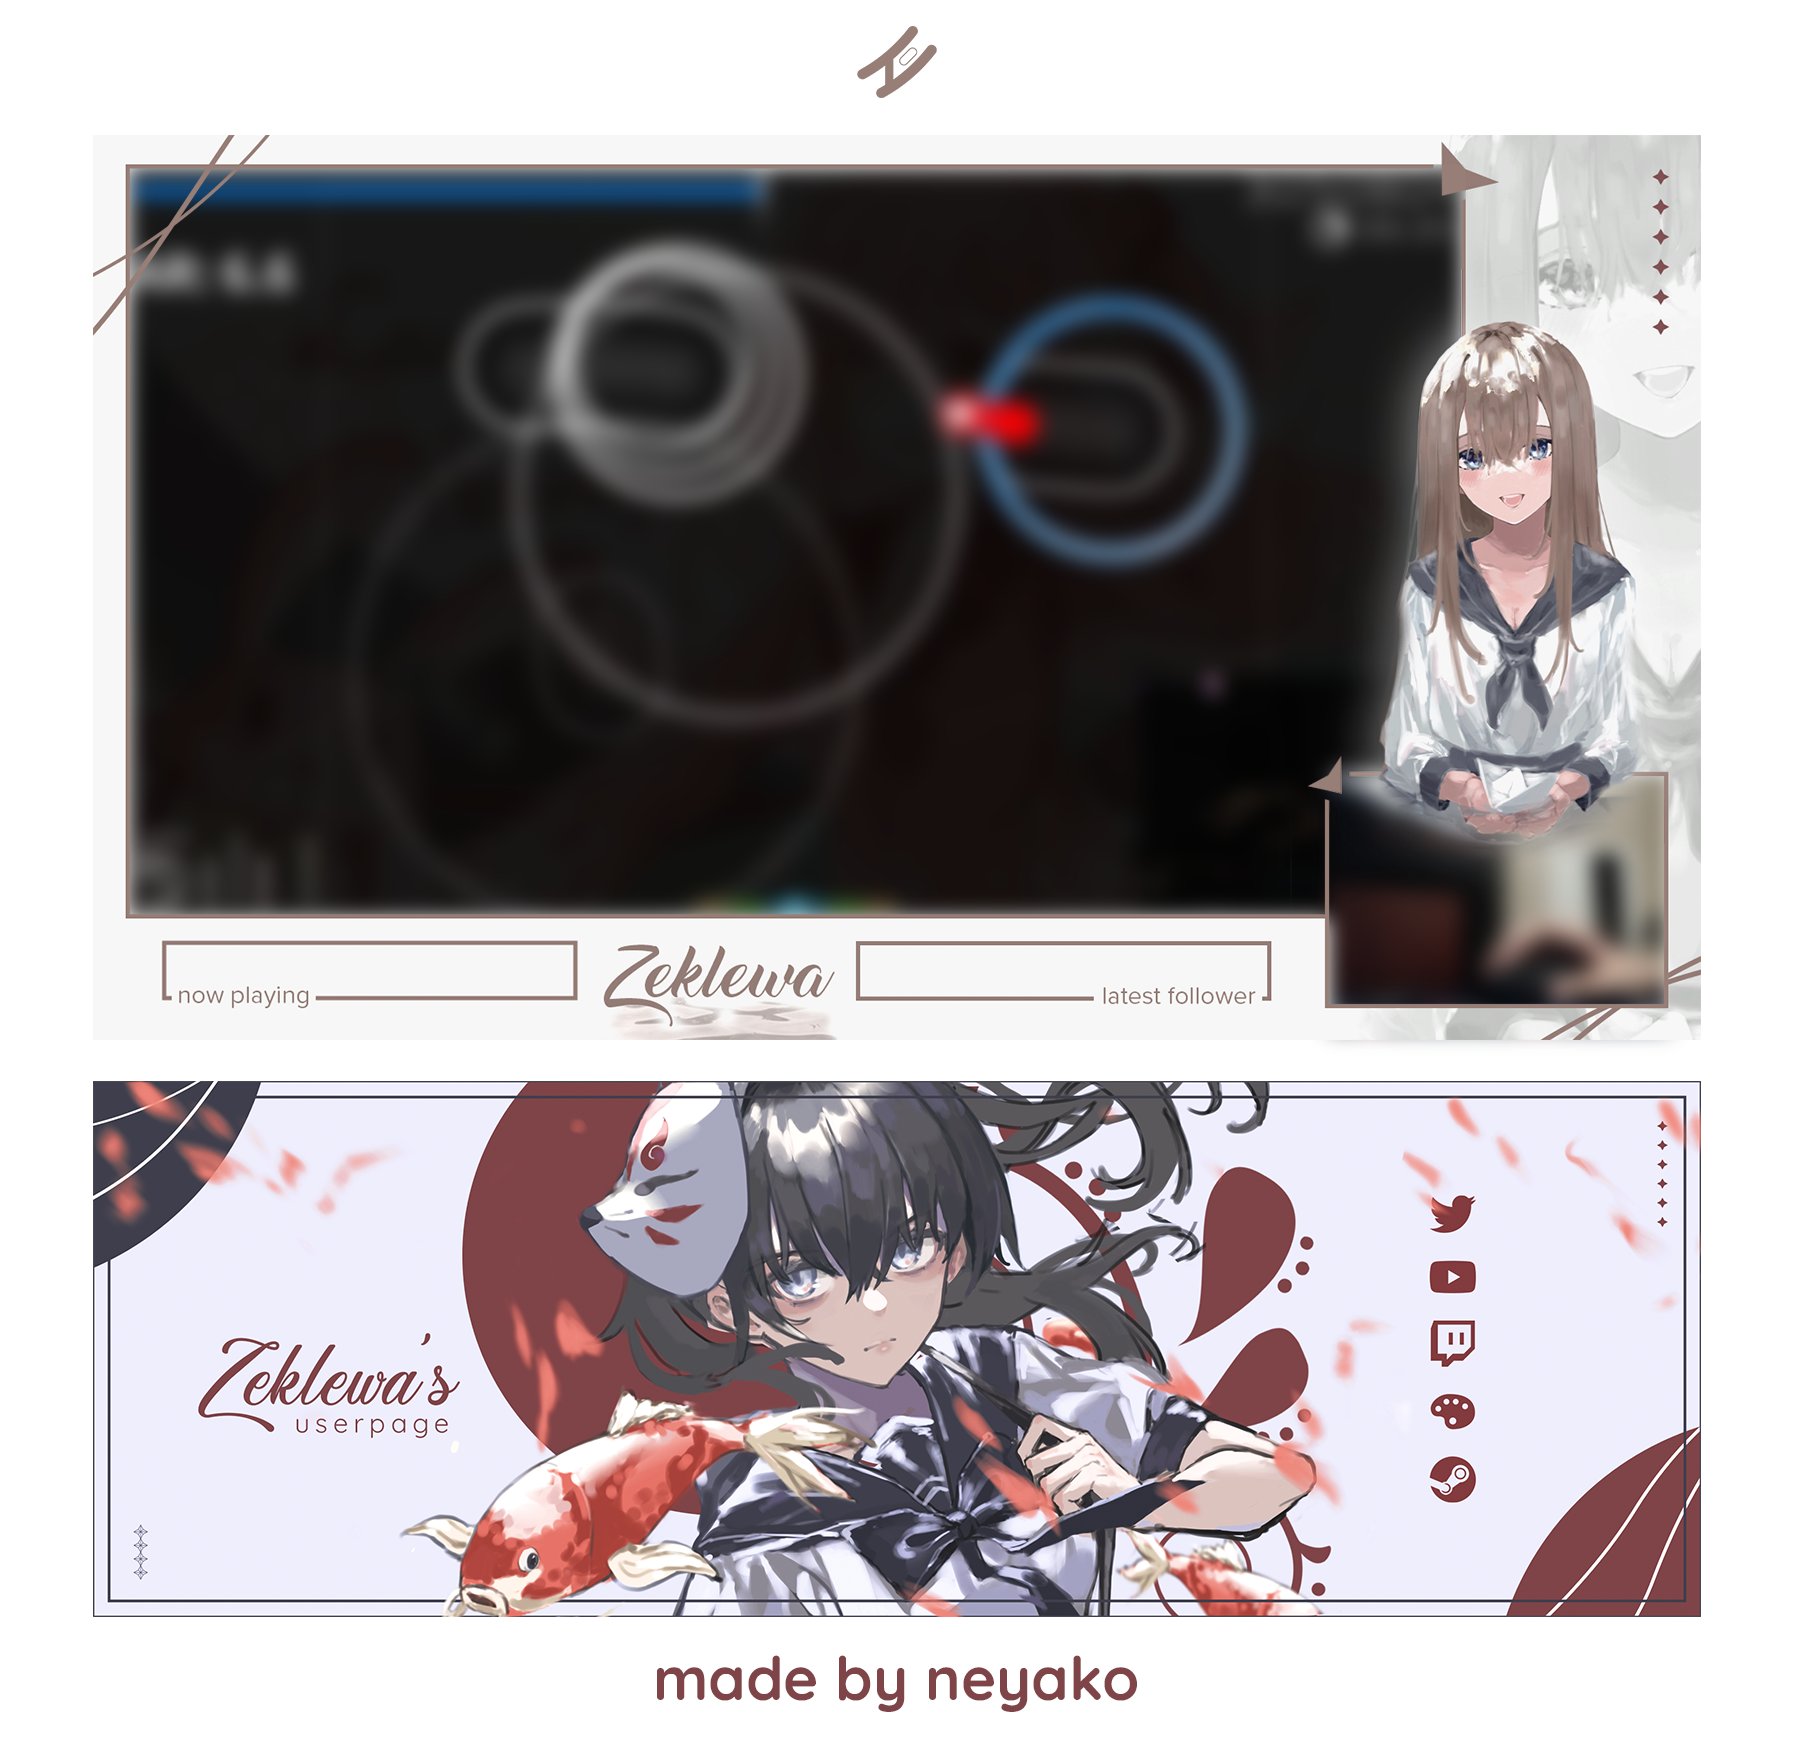 now playing
Zeklewa
latest follower
Zeklewa's
userpage
made by neyako